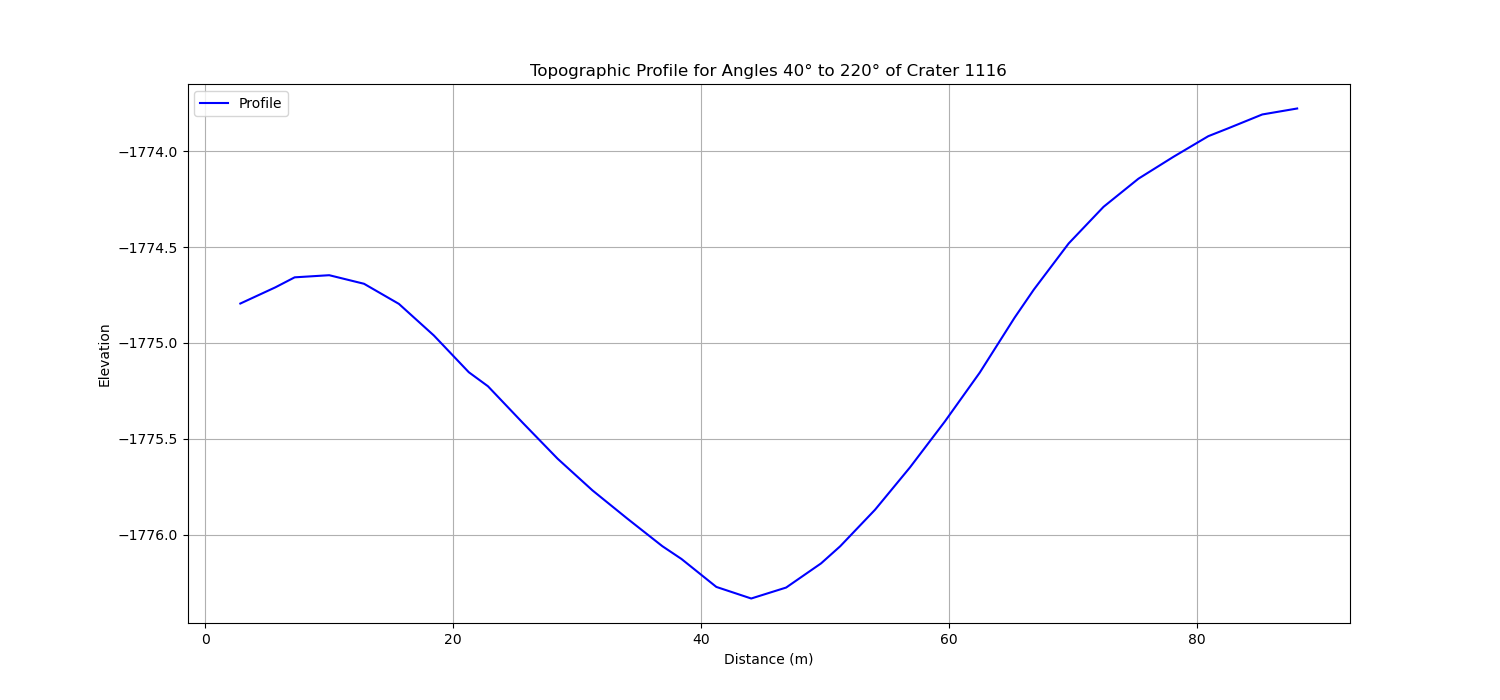 Topographic Profile for Angles 40° to 220° of Crater 1116
Profile
−1774.0
−1774.5
−1775.0
−1775.5
−1776.0
Elevation
0 20 40 60 80
Distance (m)